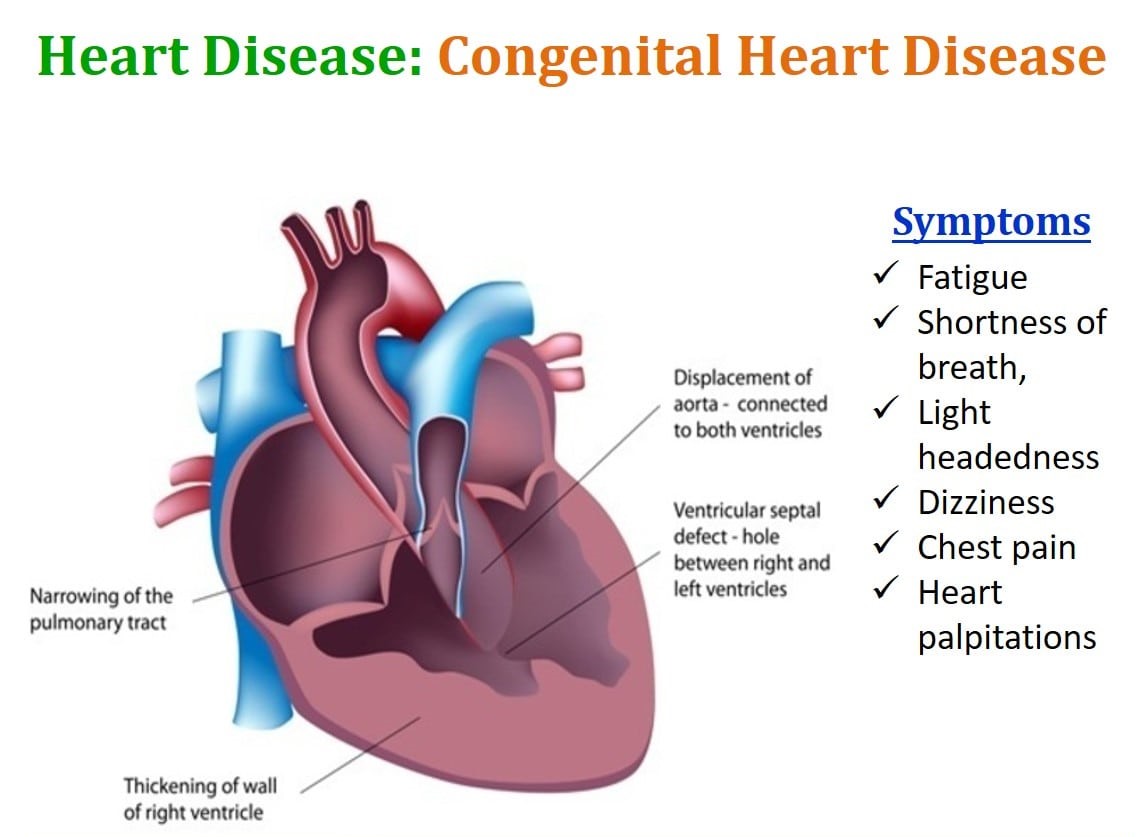 Heart Disease: Congenital Heart Disease
Symptoms
✓ Fatigue
✓ Shortness of
breath,
✓ Light
headedness
✓ Dizziness
✓ Chest pain
✓ Heart
palpitations
Displacement of
aorta - connected
to both ventricles
Ventricular septal
defect - hole
between right and
left ventricles
Narrowing of the
pulmonary tract
Thickening of wall
of right ventricle